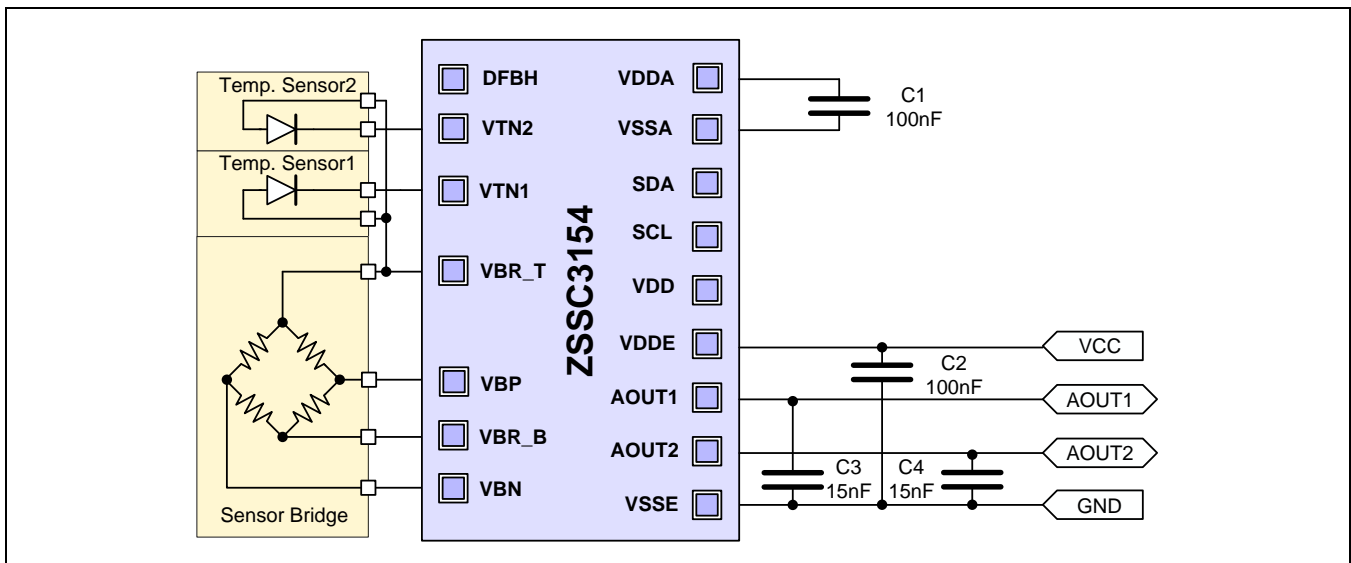 Temp. Sensor2
Temp. Sensor1
Sensor Bridge
DFBH
VTN2
VTN1
VBR_T
VBP
VBR_B
VBN
ZSSC3154
VDDA
VSSA
SDA
SCL
VDD
VDDE
AOUT1
AOUT2
VSSE
C1
100nF
C2
100nF
C3
15nF
C4
15nF
VCC
AOUT1
AOUT2
GND